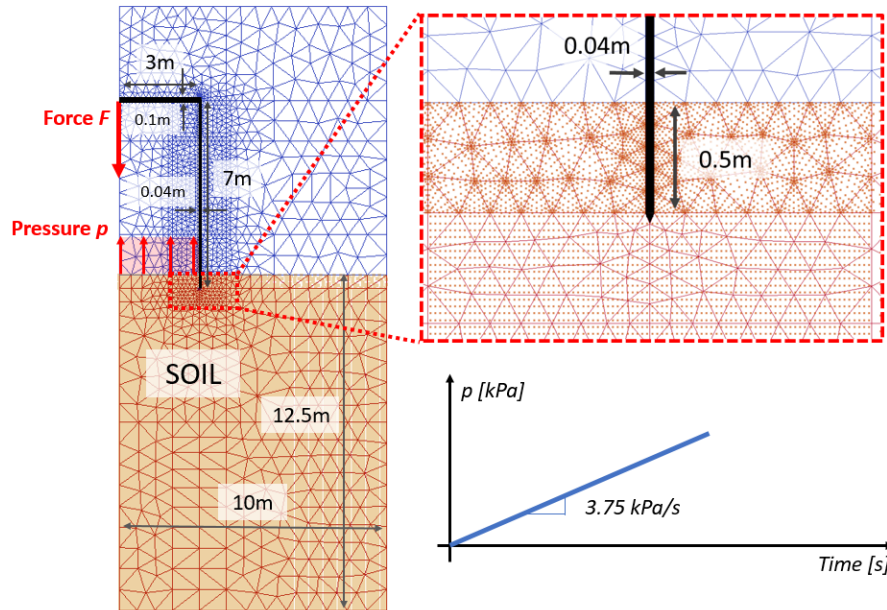 3m
Force F
0.1m
0.04m
7m
Pressure p
SOIL
12.5m
10m
0.04m
0.5m
p [kPa]
3.75 kPa/s
Time [s]